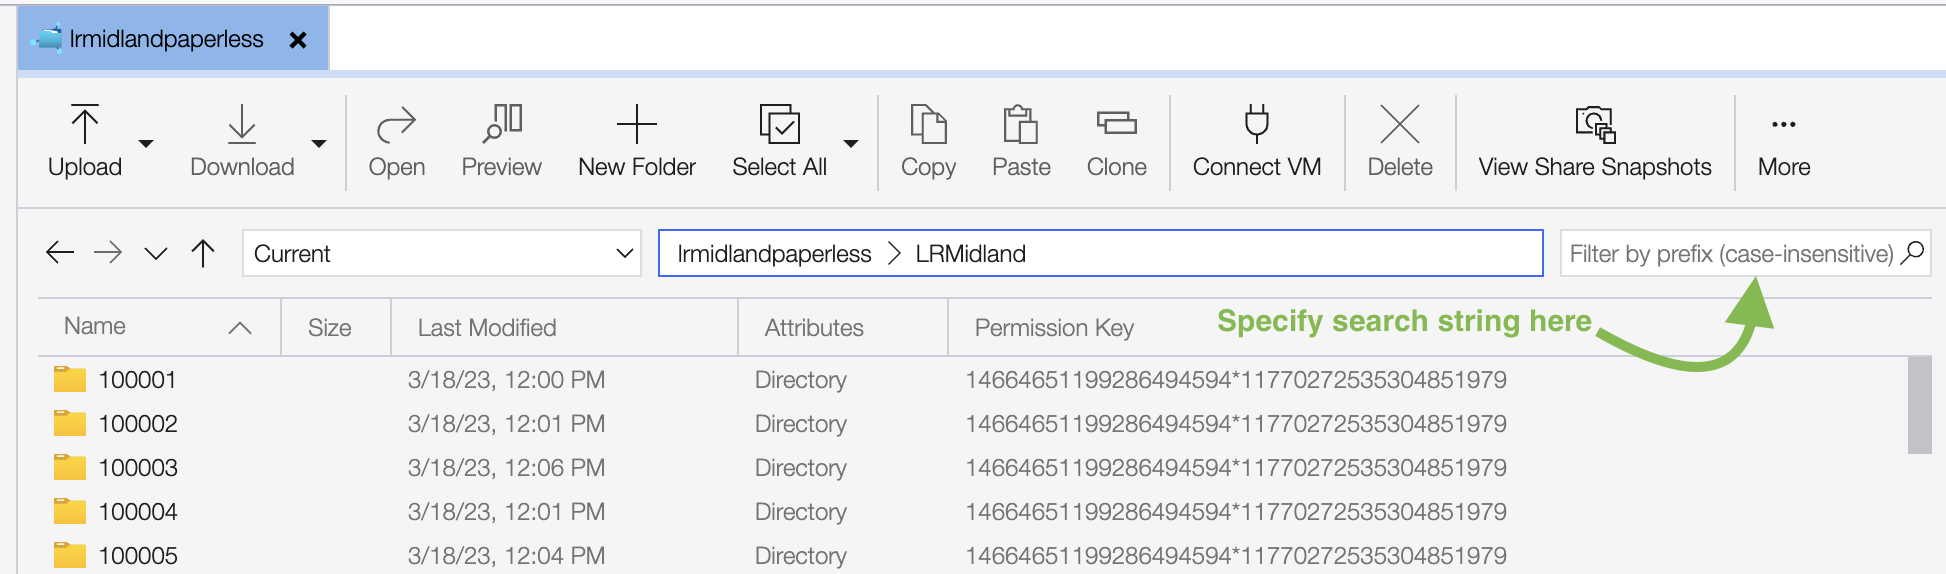 lrmidlandpaperless
Upload Download Open Preview New Folder Select All Copy Paste Clone Connect VM Delete View Share Snapshots More
Current lrmidlandpaperless LRMidland Filter by prefix (case-insensitive)
Name Size Last Modified Attributes Permission Key Specify search string here
100001 3/18/23, 12:00 PM Directory 14664651199286494594*11770272535304851979
100002 3/18/23, 12:01 PM Directory 14664651199286494594*11770272535304851979
100003 3/18/23, 12:06 PM Directory 14664651199286494594*11770272535304851979
100004 3/18/23, 12:01 PM Directory 14664651199286494594*11770272535304851979
100005 3/18/23, 12:04 PM Directory 14664651199286494594*11770272535304851979